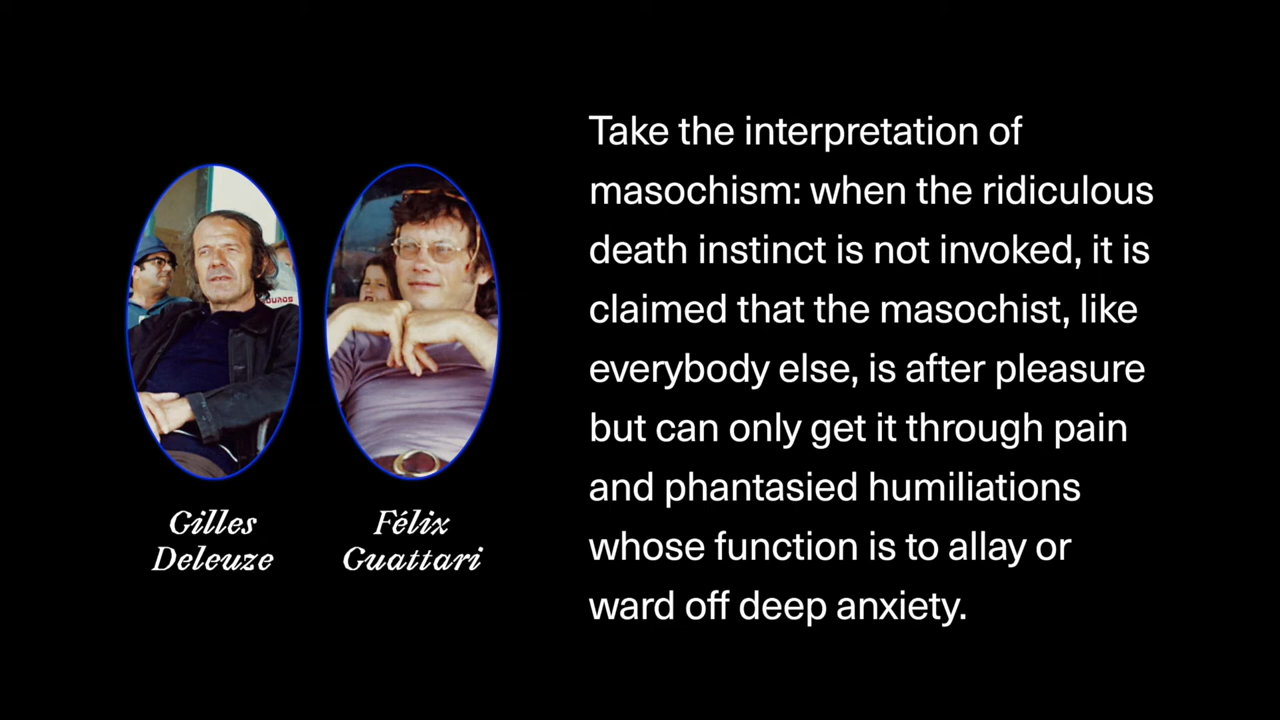 Take the interpretation of
masochism: when the ridiculous
death instinct is not invoked, it is
claimed that the masochist, like
everybody else, is after pleasure
but can only get it through pain
and phantasied humiliations
whose function is to allay or
ward off deep anxiety.
Gilles
Deleuze
Félix
Guattari